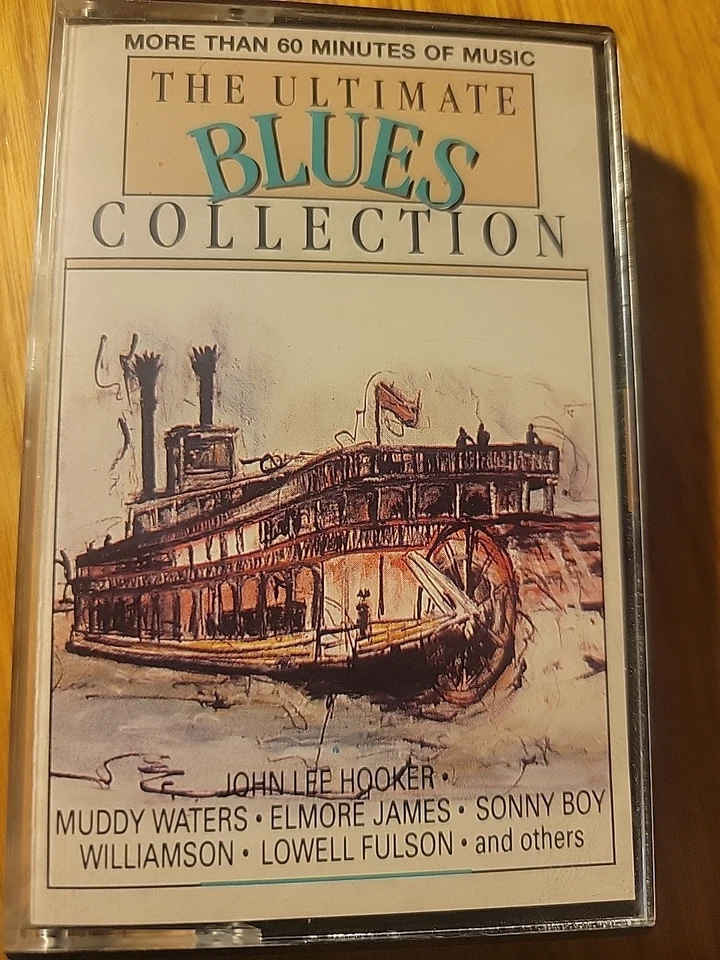 MORE THAN 60 MINUTES OF MUSIC
THE ULTIMATE
BLUES
COLLECTION
JOHN LEE HOOKER •
MUDDY WATERS • ELMORE JAMES • SONNY BOY
WILLIAMSON • LOWELL FULSON • and others